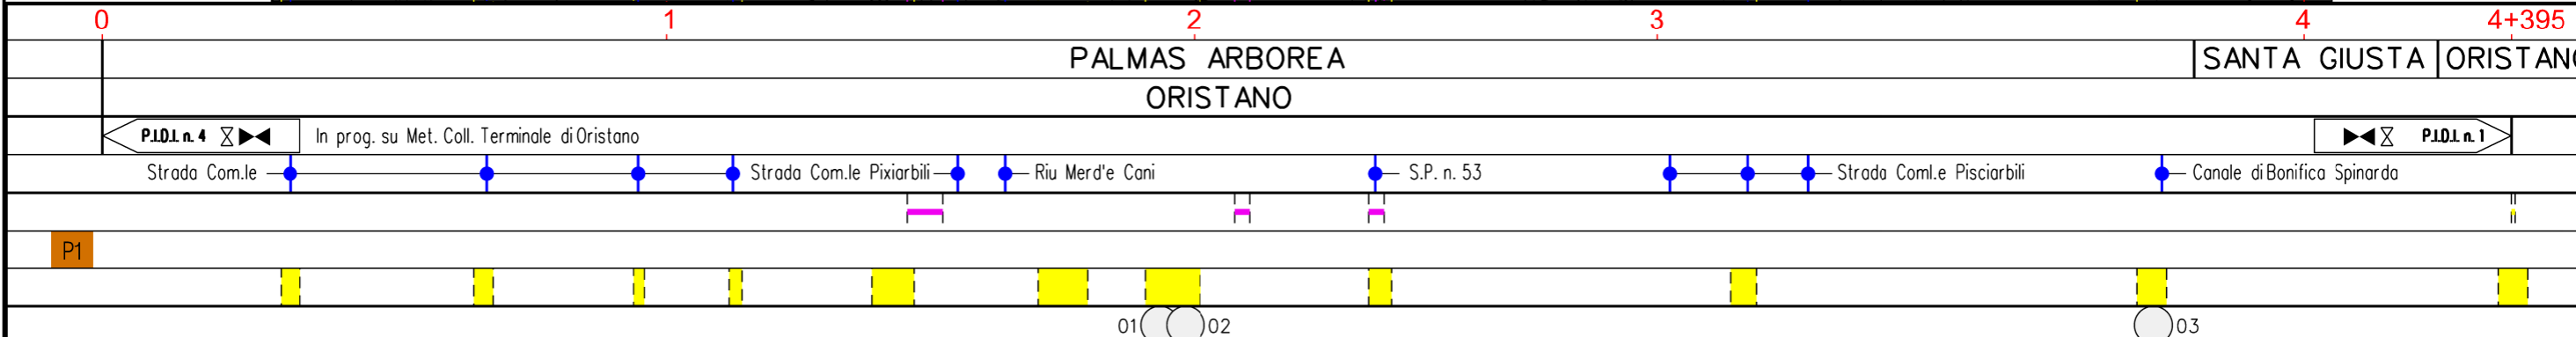 0 1 2 3 4 4+395
PALMAS ARBOREA SANTA GIUSTA ORISTANO
ORISTANO
P.I.D.I. n. 4 In prog. su Met. Coll. Terminale di Oristano P.I.D.I. n. 1
Strada Com.le Strada Com.le Pixiarbili Riu Merd'e Cani S.P. n. 53 Strada Coml.e Pisciarbili Canale di Bonifica Spinarda
P1
01 02 03